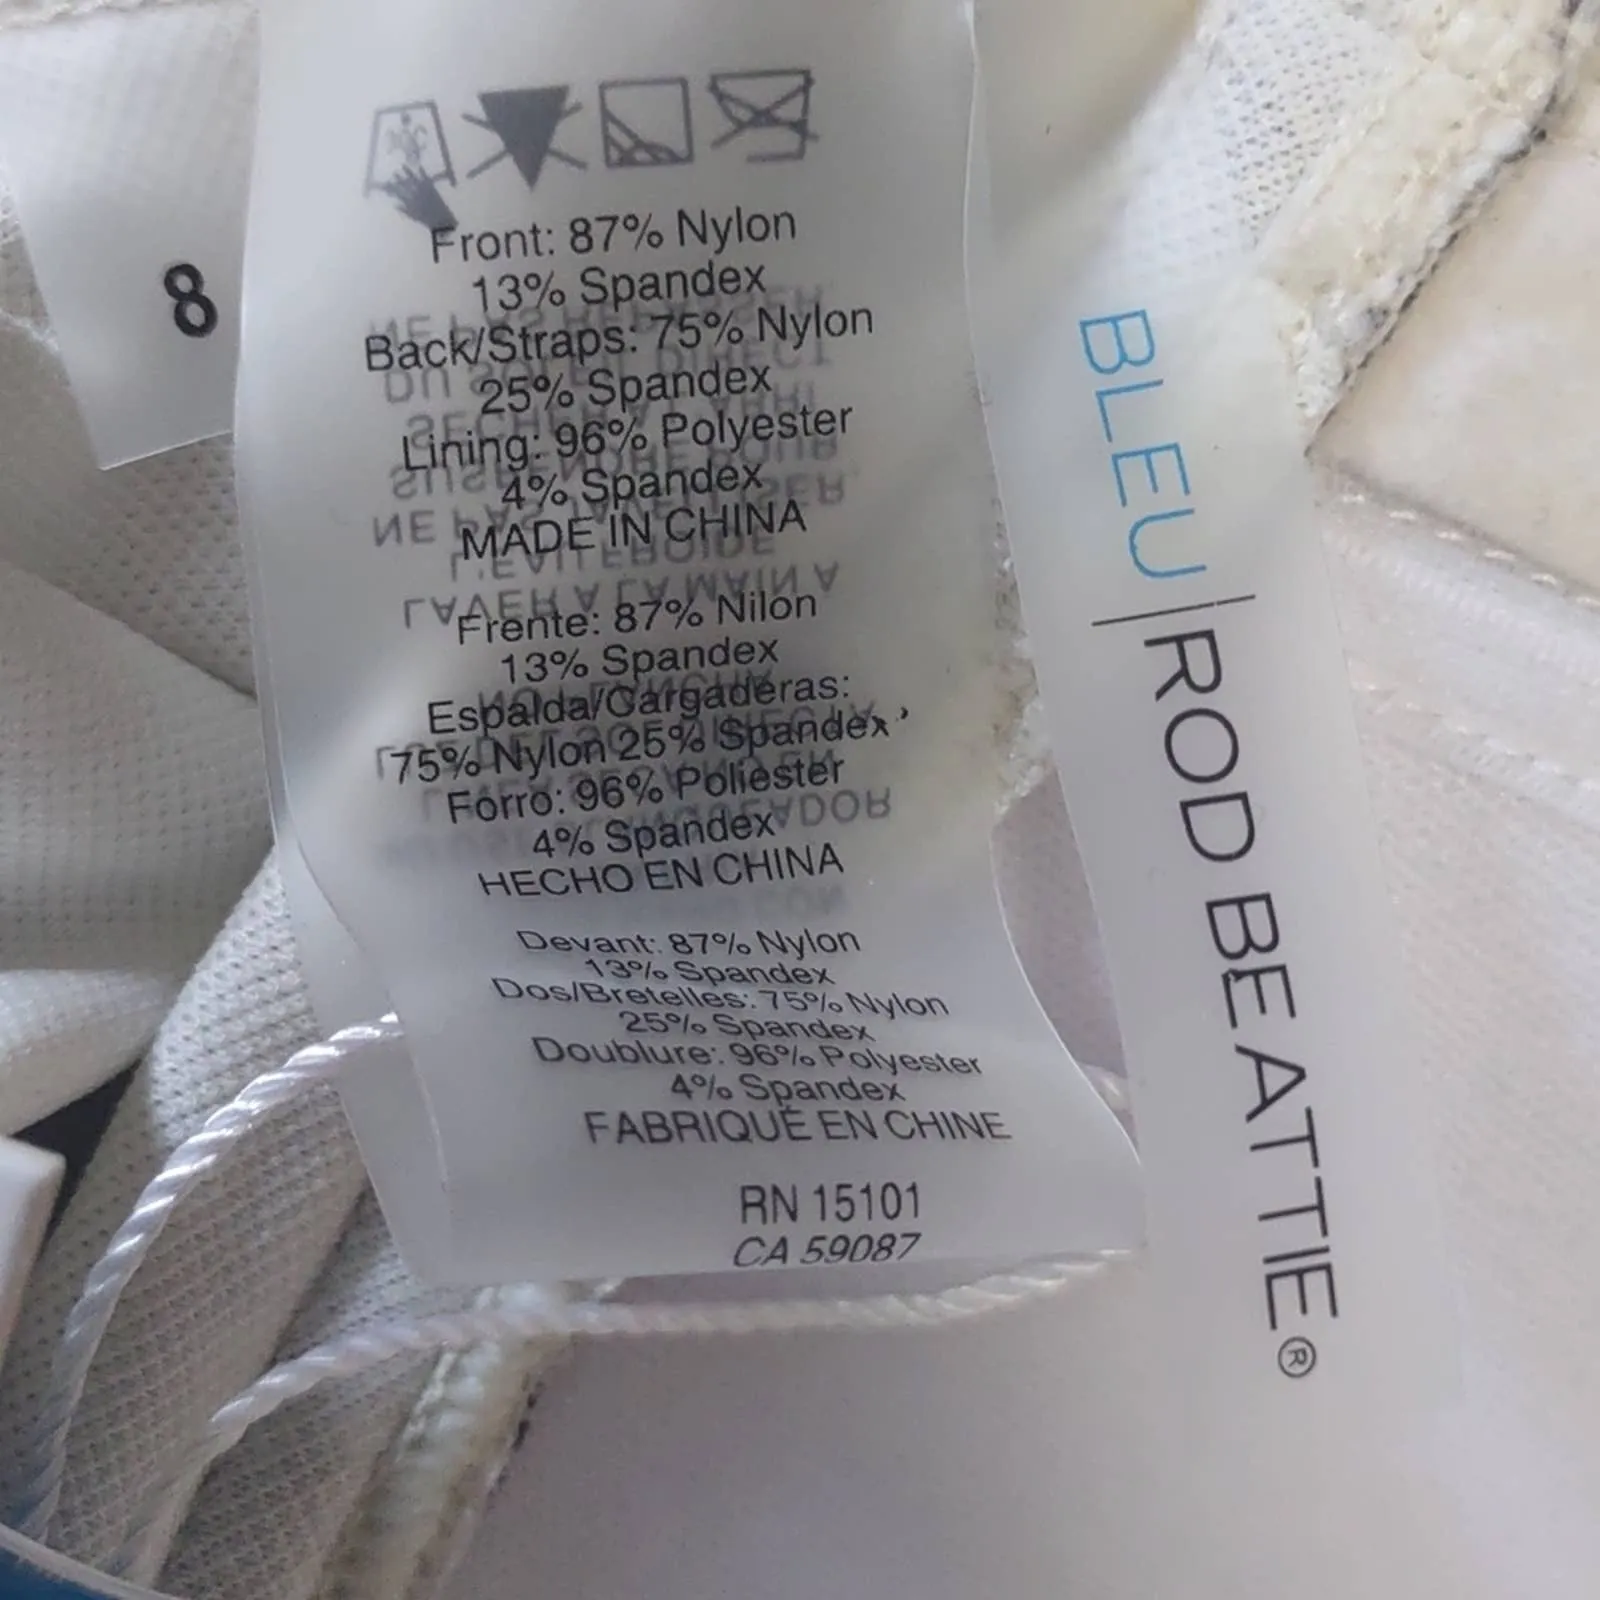 8
Front: 87% Nylon
13% Spandex
Back/Straps: 75% Nylon
25% Spandex
Lining: 96% Polyester
4% Spandex
MADE IN CHINA
Frente: 87% Nilon
13% Spandex
Espalda/Cargaderas:
75% Nylon 25% Spandex
Forro: 96% Poliester
4% Spandex
HECHO EN CHINA
Devant: 87% Nylon
13% Spandex
Dos/Bretelles: 75% Nylon
25% Spandex
Doublure: 96% Polyester
4% Spandex
FABRIQUÉ EN CHINE
RN 15101
CA 59087
BLEU | ROD BEATTIE®